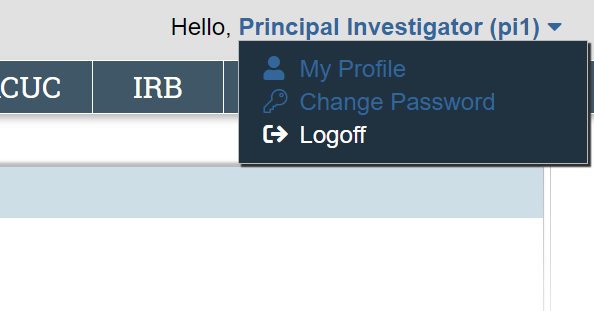 Hello, Principal Investigator (pi1)
CUC IRB
My Profile
Change Password
Logoff